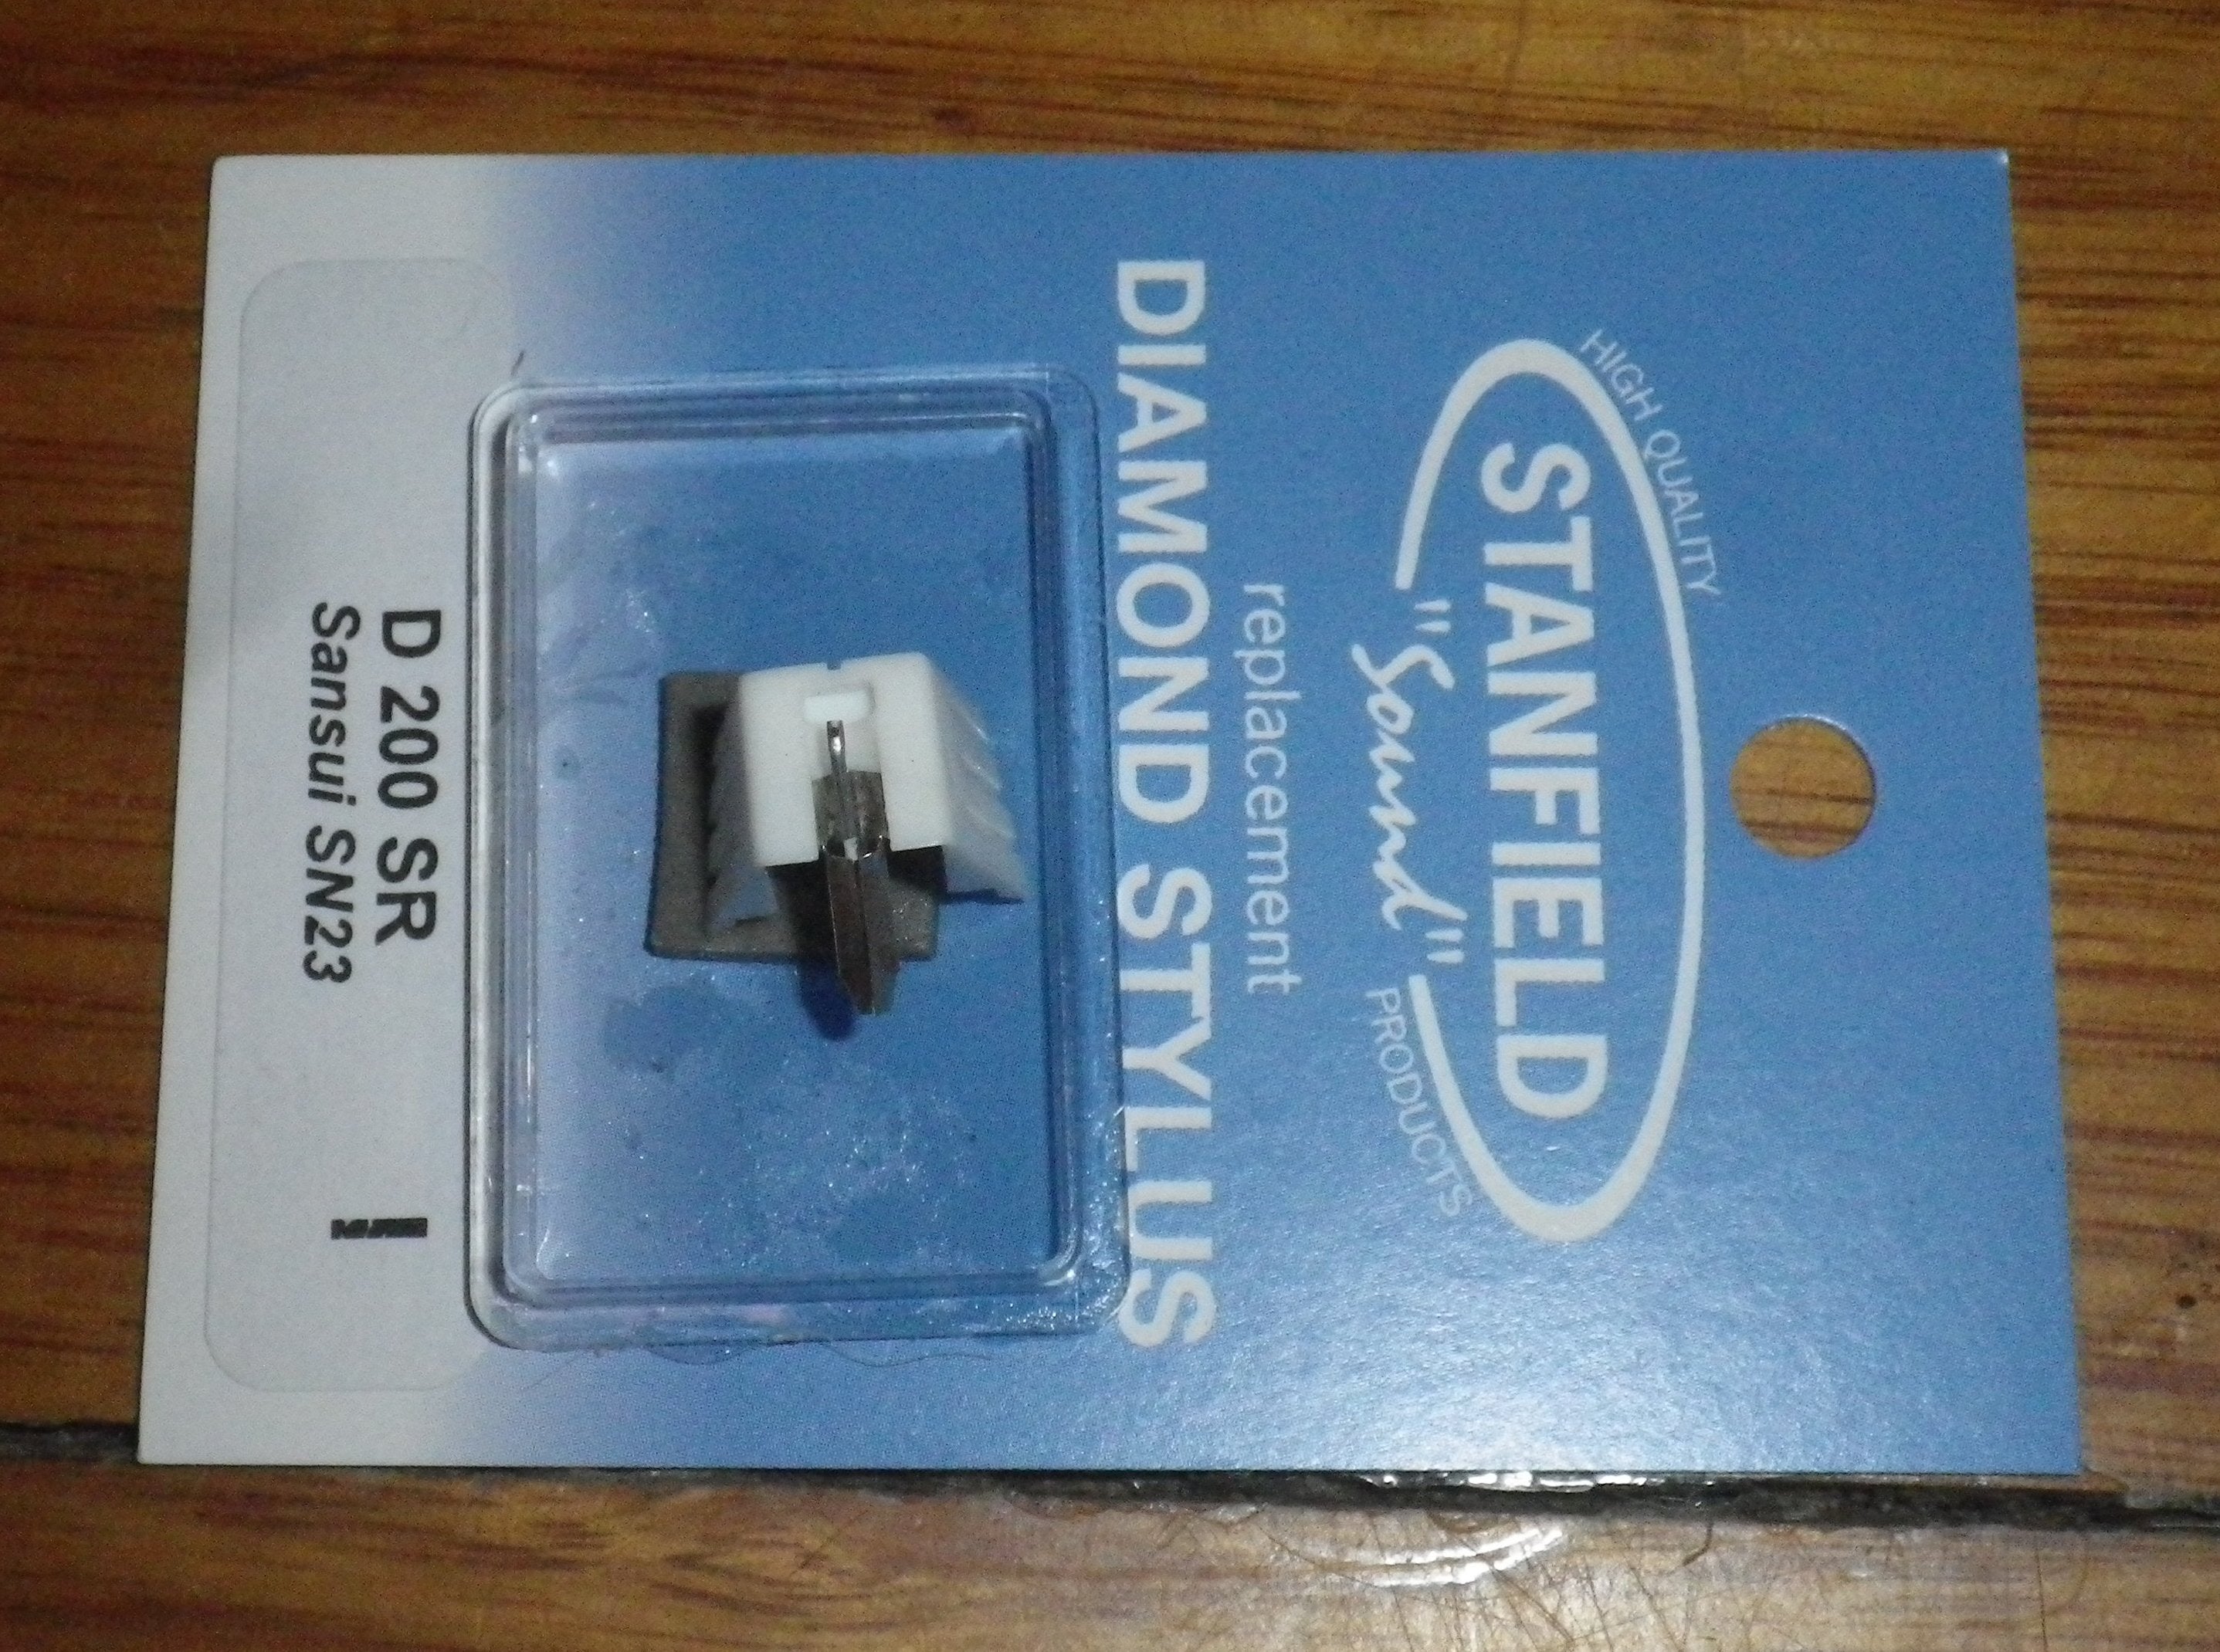 HIGH QUALITY
STANFIELD
"Sound"
PRODUCTS
replacement
DIAMOND STYLUS
D 200 SR
Sansui SN23